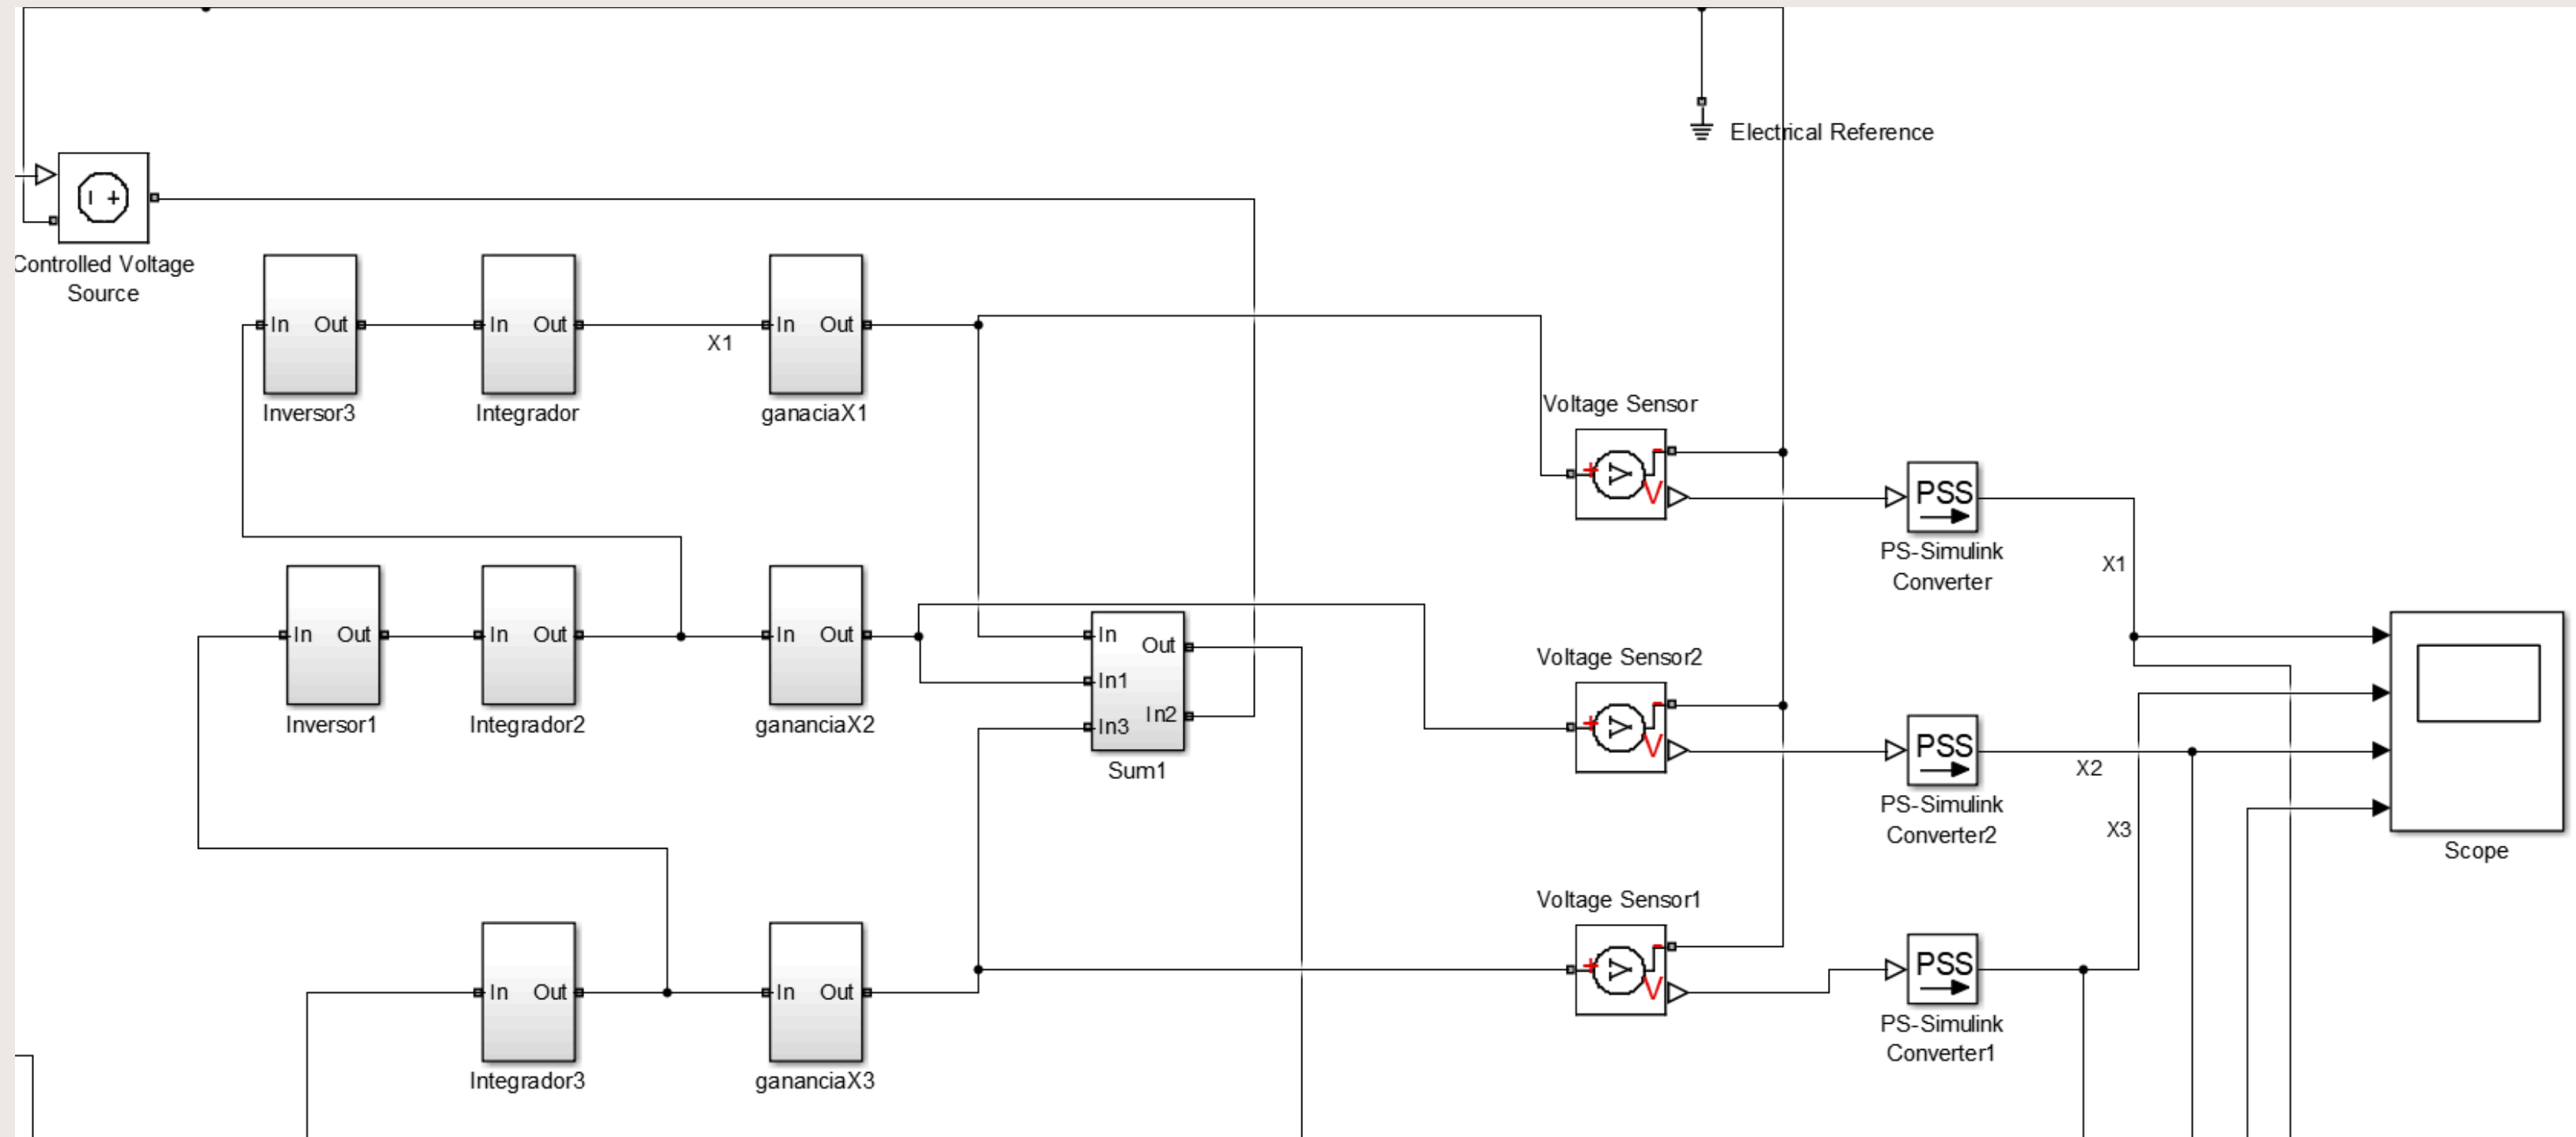 Electrical Reference
Controlled Voltage
Source
In Out
Inversor3
In Out
Integrador
X1
In Out
ganaciaX1
Voltage Sensor
+ - V
PSS
PS-Simulink
Converter
X1
In Out
Inversor1
In Out
Integrador2
In Out
gananciaX2
In
Out
In1
In2
In3
Sum1
Voltage Sensor2
+ - V
PSS
X2
PS-Simulink
Converter2
X3
Scope
Voltage Sensor1
+ - V
PSS
PS-Simulink
Converter1
In Out
Integrador3
In Out
gananciaX3